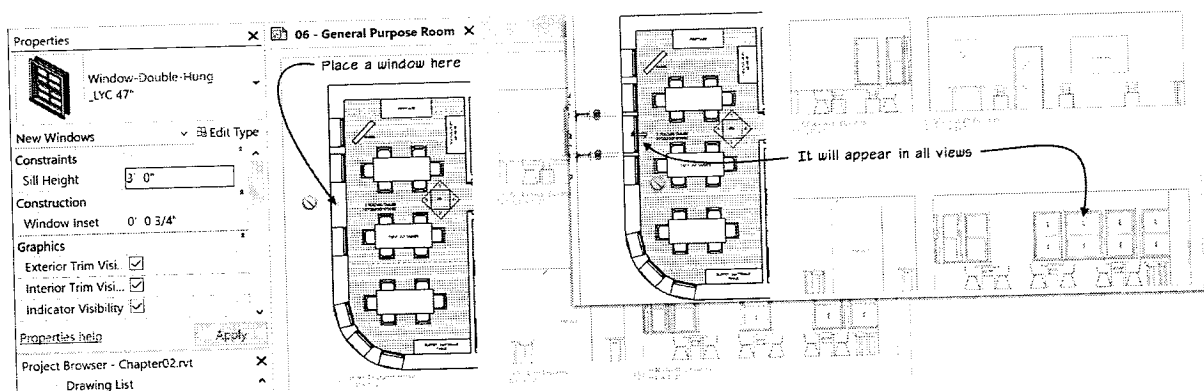 Properties
Window-Double-Hung
_LYC 47"
New Windows
Edit Type
Constraints
Sill Height
3' 0"
Construction
Window Inset
0' 0 3/4"
Graphics
Exterior Trim Visi...
Interior Trim Visi...
Indicator Visibility
Properties help
Apply
Project Browser - Chapter02.rvt
Drawing List
06 - General Purpose Room
Place a window here
It will appear in all views